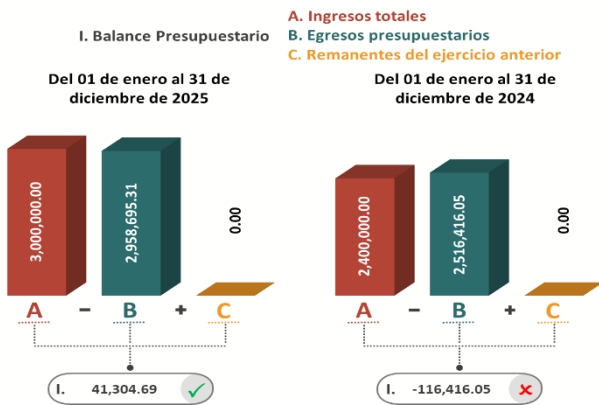 A. Ingresos totales
I. Balance Presupuestario
B. Egresos presupuestarios
C. Remanentes del ejercicio anterior
Del 01 de enero al 31 de
diciembre de 2025
3,000,000.00
2,958,695.31
0.00
A – B + C
I. 41,304.69
Del 01 de enero al 31 de
diciembre de 2024
2,400,000.00
2,516,416.05
0.00
A – B + C
I. -116,416.05